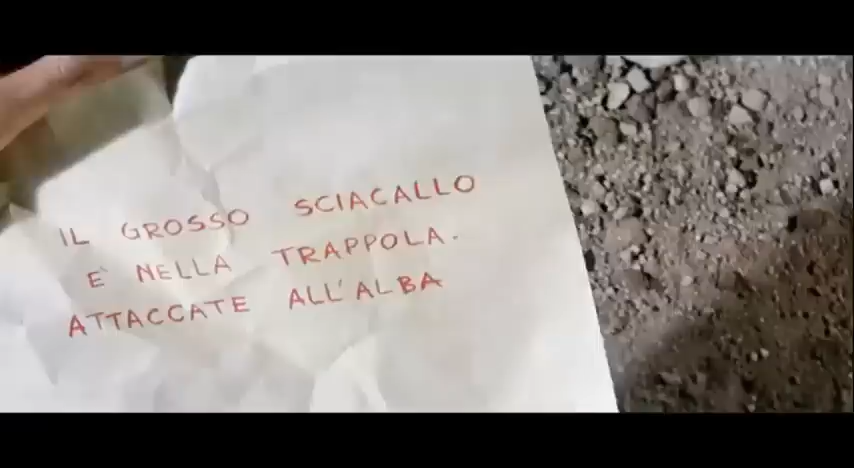 IL GROSSO SCIACALLO
E' NELLA TRAPPOLA.
ATTACCATE ALL'ALBA